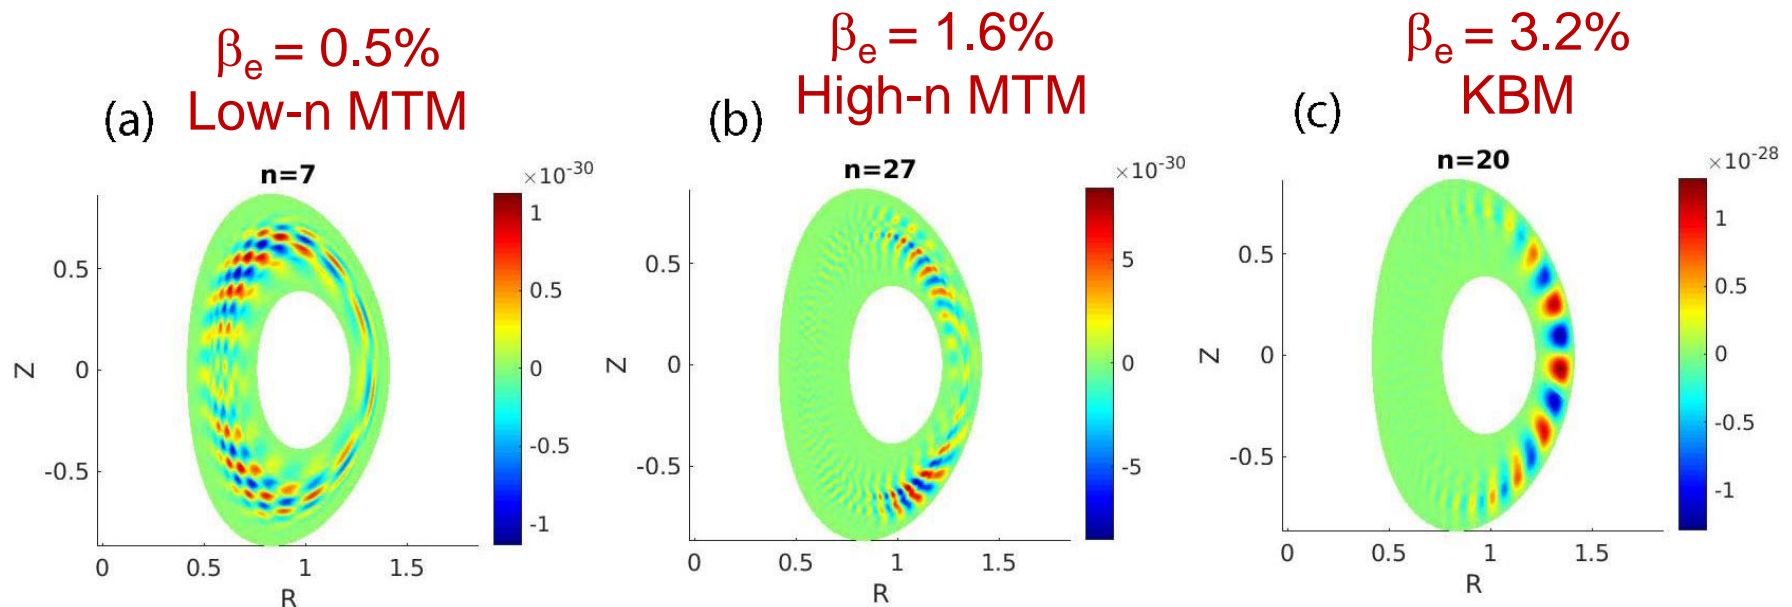 βe = 0.5%
Low-n MTM
(a)
n=7
×10-30
1
0.5
0
-0.5
-1
0.5
0
-0.5
Z
0
0.5
1
1.5
R
βe = 1.6%
High-n MTM
(b)
n=27
×10-30
5
0
-5
0.5
0
-0.5
Z
0
0.5
1
1.5
R
βe = 3.2%
KBM
(c)
n=20
×10-28
1
0.5
0
-0.5
-1
0.5
0
-0.5
Z
0
0.5
1
1.5
R